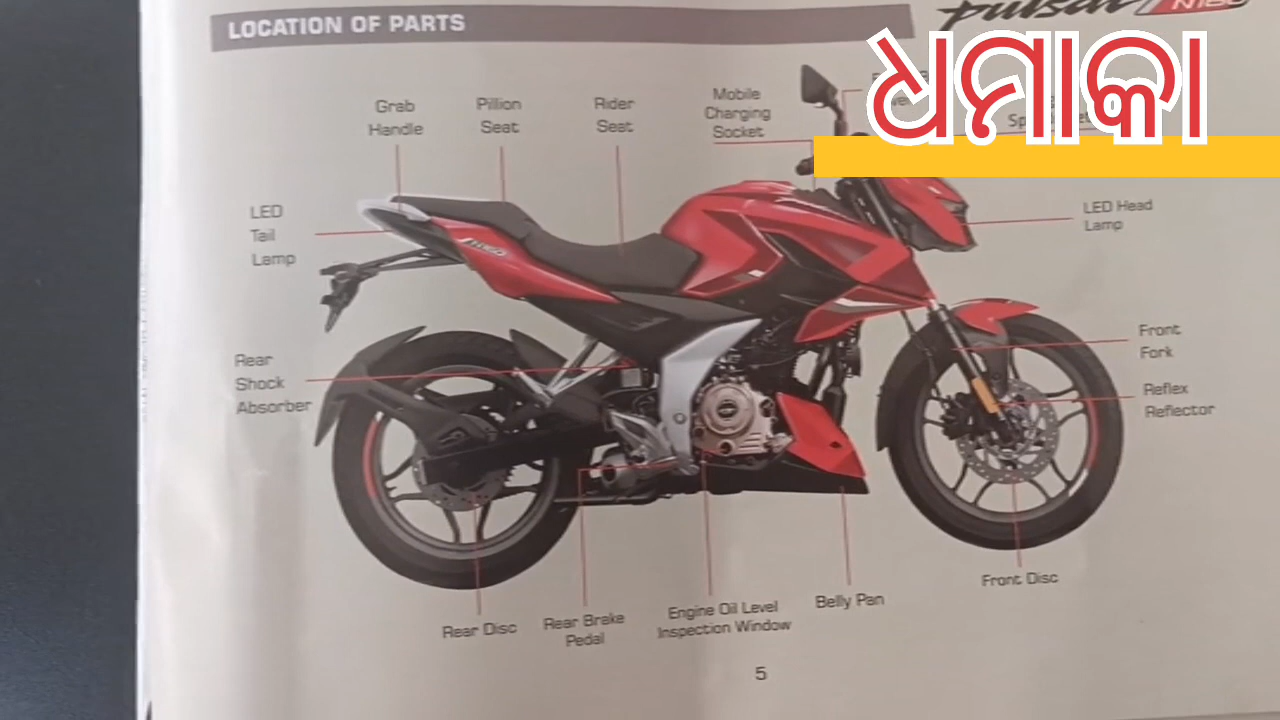 LOCATION OF PARTS
pulsar N160
ଧମାକା
Grab
Handle
Pillion
Seat
Rider
Seat
Mobile
Charging
Socket
LED
Tail
Lamp
LED Head
Lamp
Rear
Shock
Absorber
Front
Fork
Reflex
Reflector
Rear Disc
Rear Brake
Pedal
Engine Oil Level
Inspection Window
Belly Pan
Front Disc
5